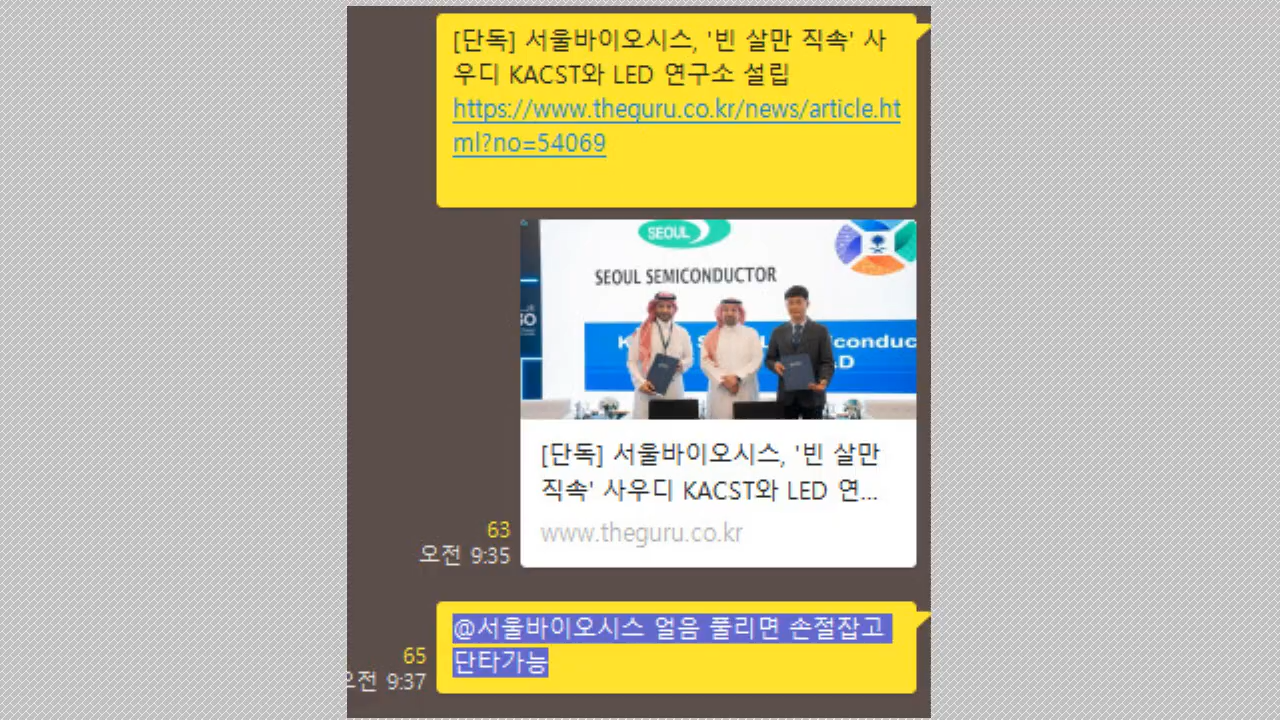 [단독] 서울바이오시스, '빈 살만 직속' 사
우디 KACST와 LED 연구소 설립
https://www.theguru.co.kr/news/article.ht
ml?no=54069
SEOUL
SEOUL SEMICONDUCTOR
conduc
[단독] 서울바이오시스, '빈 살만
직속' 사우디 KACST와 LED 연...
www.theguru.co.kr
63
오전 9:35
@서울바이오시스 얼음 풀리면 손절잡고
단타가능
65
오전 9:37